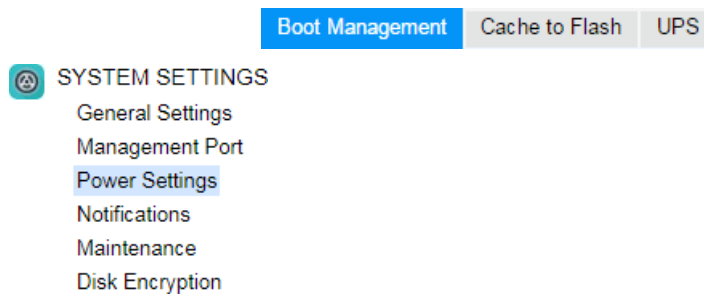 Boot Management Cache to Flash UPS
SYSTEM SETTINGS
General Settings
Management Port
Power Settings
Notifications
Maintenance
Disk Encryption